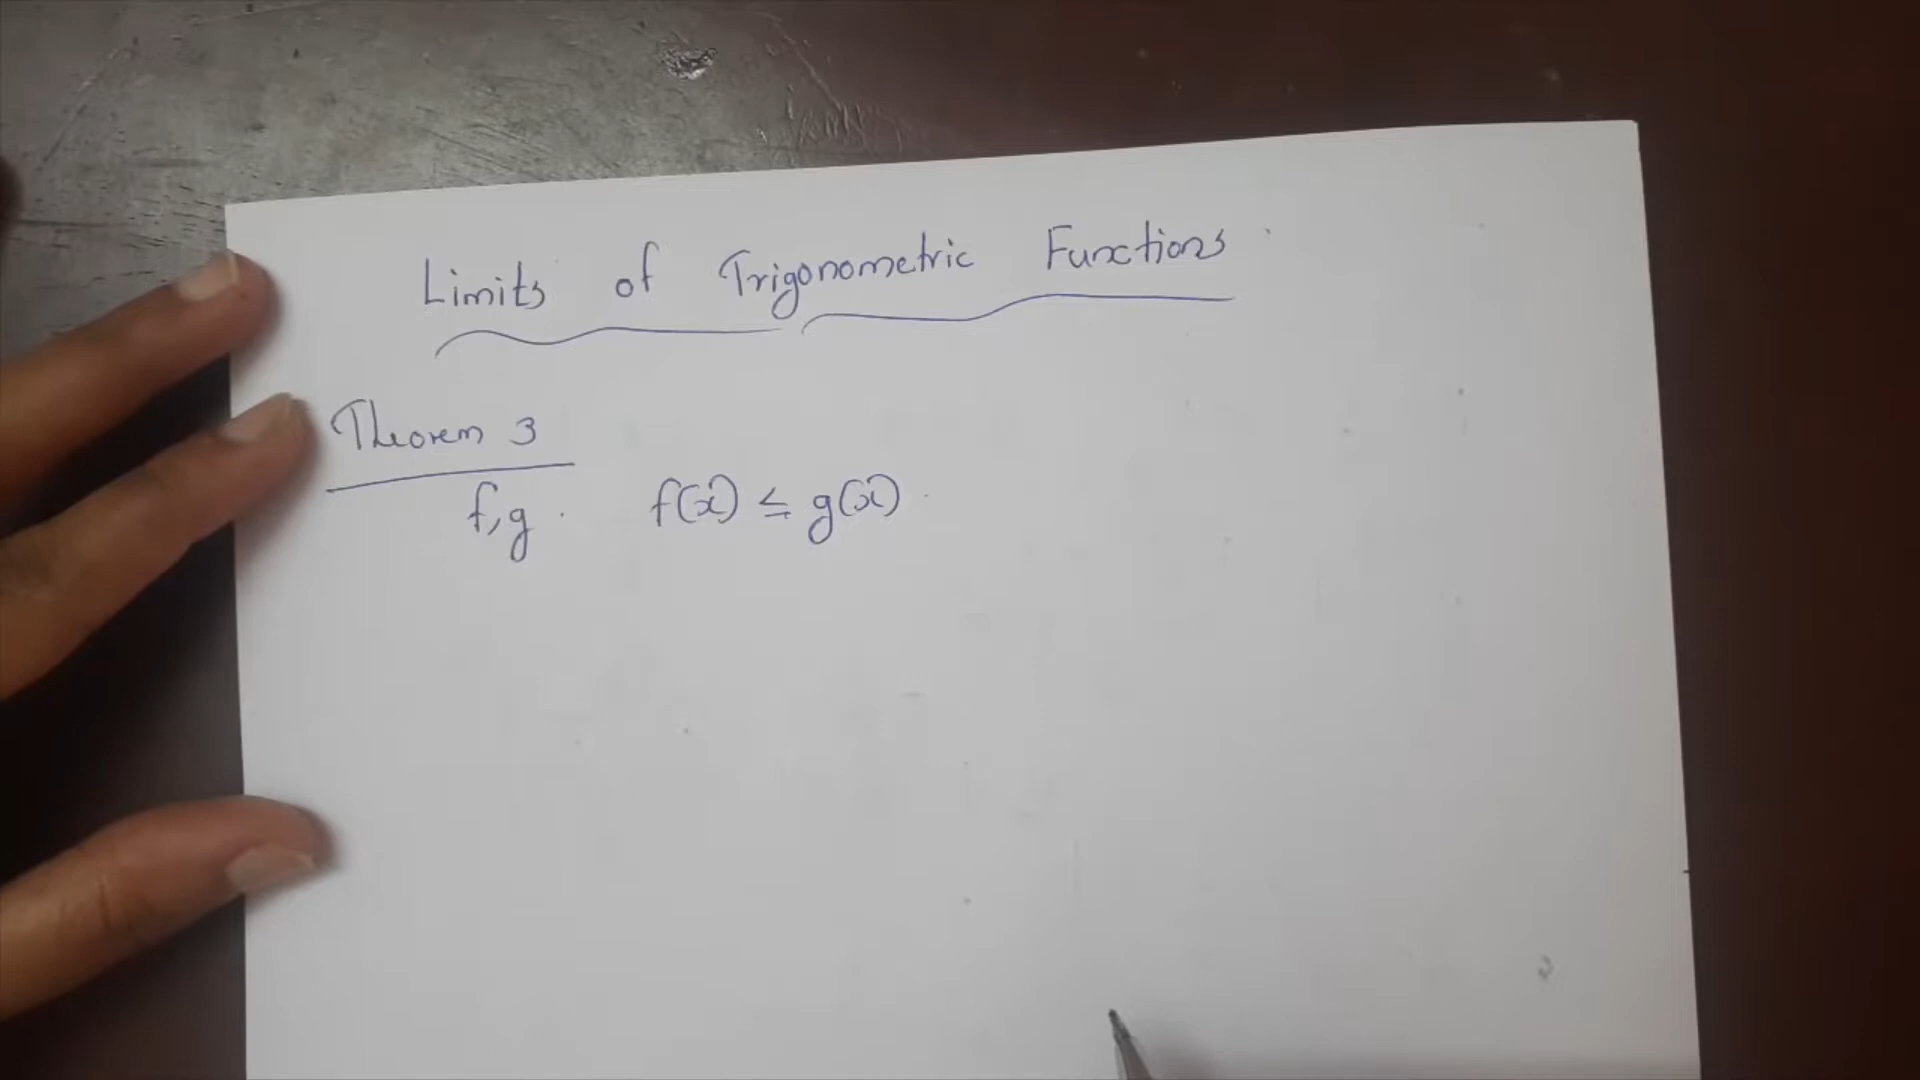 Limits of Trigonometric Functions
Theorem 3
f,g. f(x) ≤ g(x)